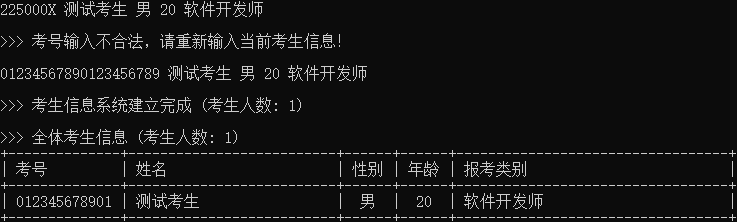 225000X 测试考生 男 20 软件开发师
>>> 考号输入不合法，请重新输入当前考生信息!
01234567890123456789 测试考生 男 20 软件开发师
>>> 考生信息系统建立完成 (考生人数: 1)
>>> 全体考生信息 (考生人数: 1)
+--------------+--------------------------+------+------+--------------------------------+
| 考号 | 姓名 | 性别 | 年龄 | 报考类别 |
+--------------+--------------------------+------+------+--------------------------------+
| 012345678901 | 测试考生 | 男 | 20 | 软件开发师 |
+--------------+--------------------------+------+------+--------------------------------+